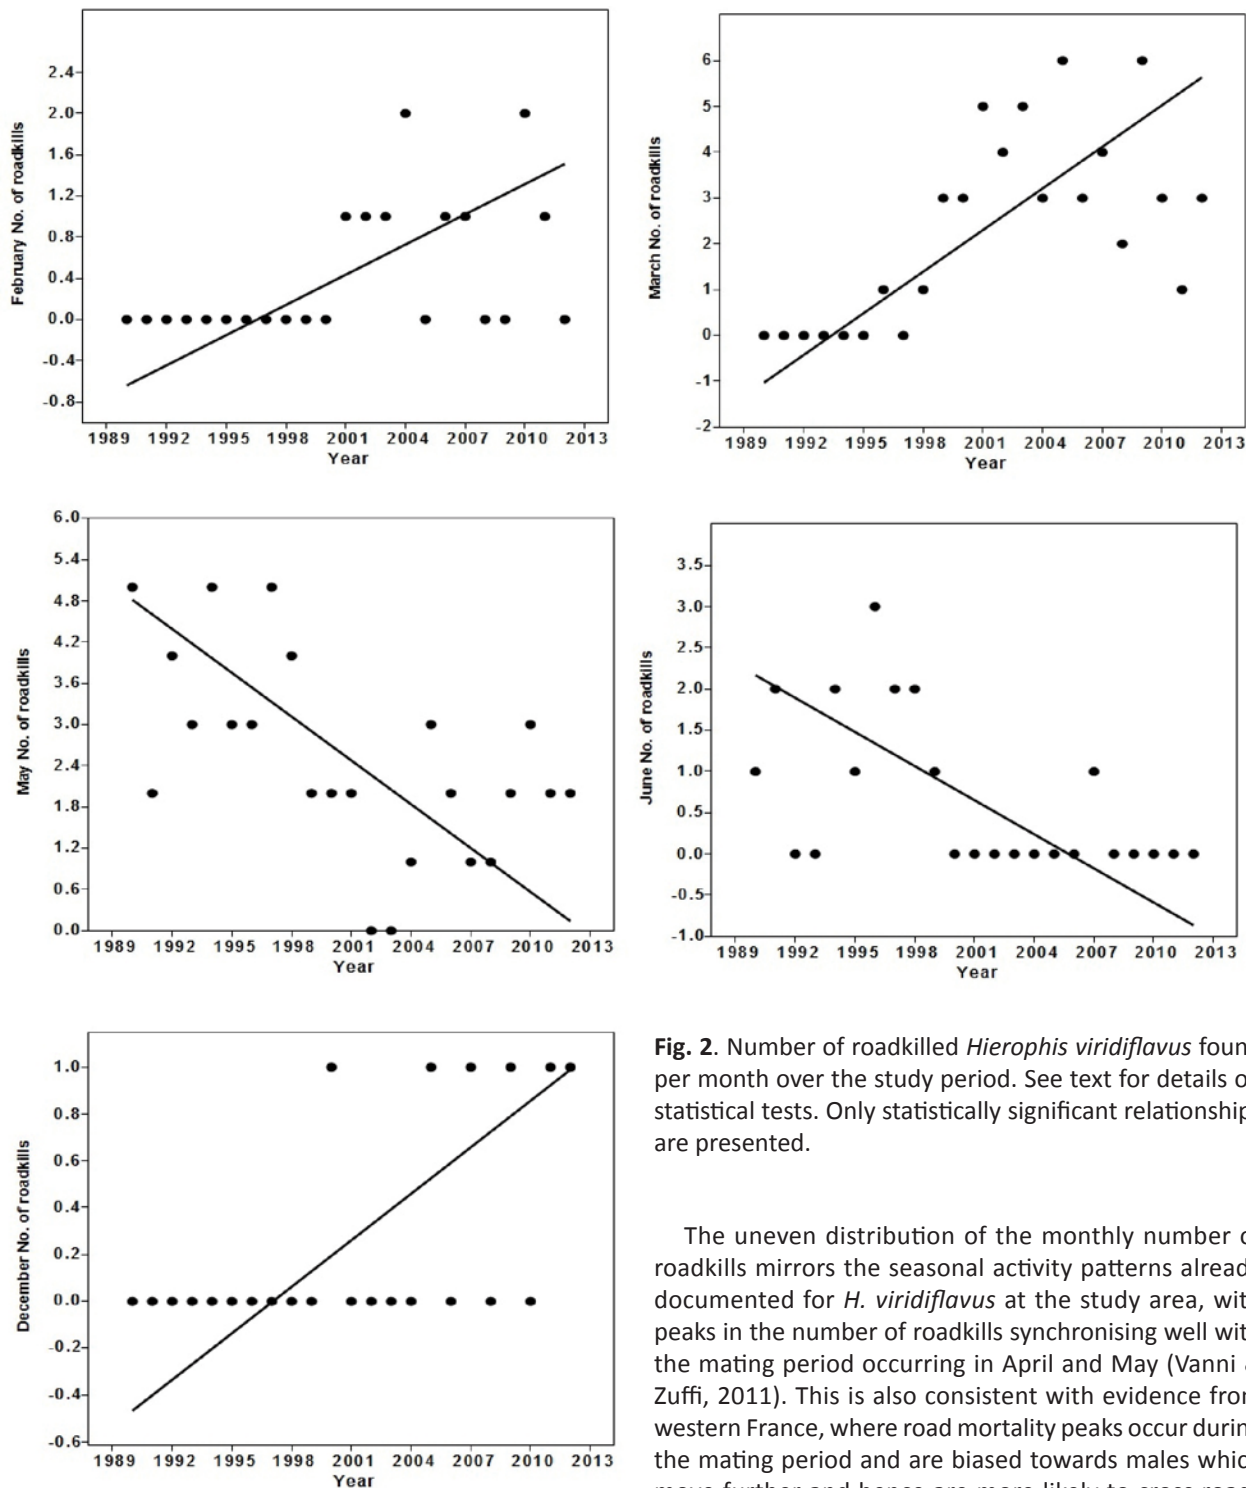 2.4
2.0
1.6
1.2
0.8
0.4
0.0
-0.4
-0.8
February No. of roadkills
1989 1992 1995 1998 2001 2004 2007 2010 2013
Year
6
5
4
3
2
1
0
-1
-2
March No. of roadkills
1989 1992 1995 1998 2001 2004 2007 2010 2013
Year
6.0
5.4
4.8
4.2
3.6
3.0
2.4
1.8
1.2
0.6
0.0
May No. of roadkills
1989 1992 1995 1998 2001 2004 2007 2010 2013
Year
3.5
3.0
2.5
2.0
1.5
1.0
0.5
0.0
-0.5
-1.0
June No. of roadkills
1989 1992 1995 1998 2001 2004 2007 2010 2013
Year
1.0
0.8
0.6
0.4
0.2
0.0
-0.2
-0.4
-0.6
December No. of roadkills
1989 1992 1995 1998 2001 2004 2007 2010 2013
Year
Fig. 2. Number of roadkilled Hierophis viridiflavus foun
per month over the study period. See text for details o
statistical tests. Only statistically significant relationship
are presented.
The uneven distribution of the monthly number o
roadkills mirrors the seasonal activity patterns alread
documented for H. viridiflavus at the study area, wit
peaks in the number of roadkills synchronising well wit
the mating period occurring in April and May (Vanni
Zuffi, 2011). This is also consistent with evidence fron
western France, where road mortality peaks occur durin
the mating period and are biased towards males whic